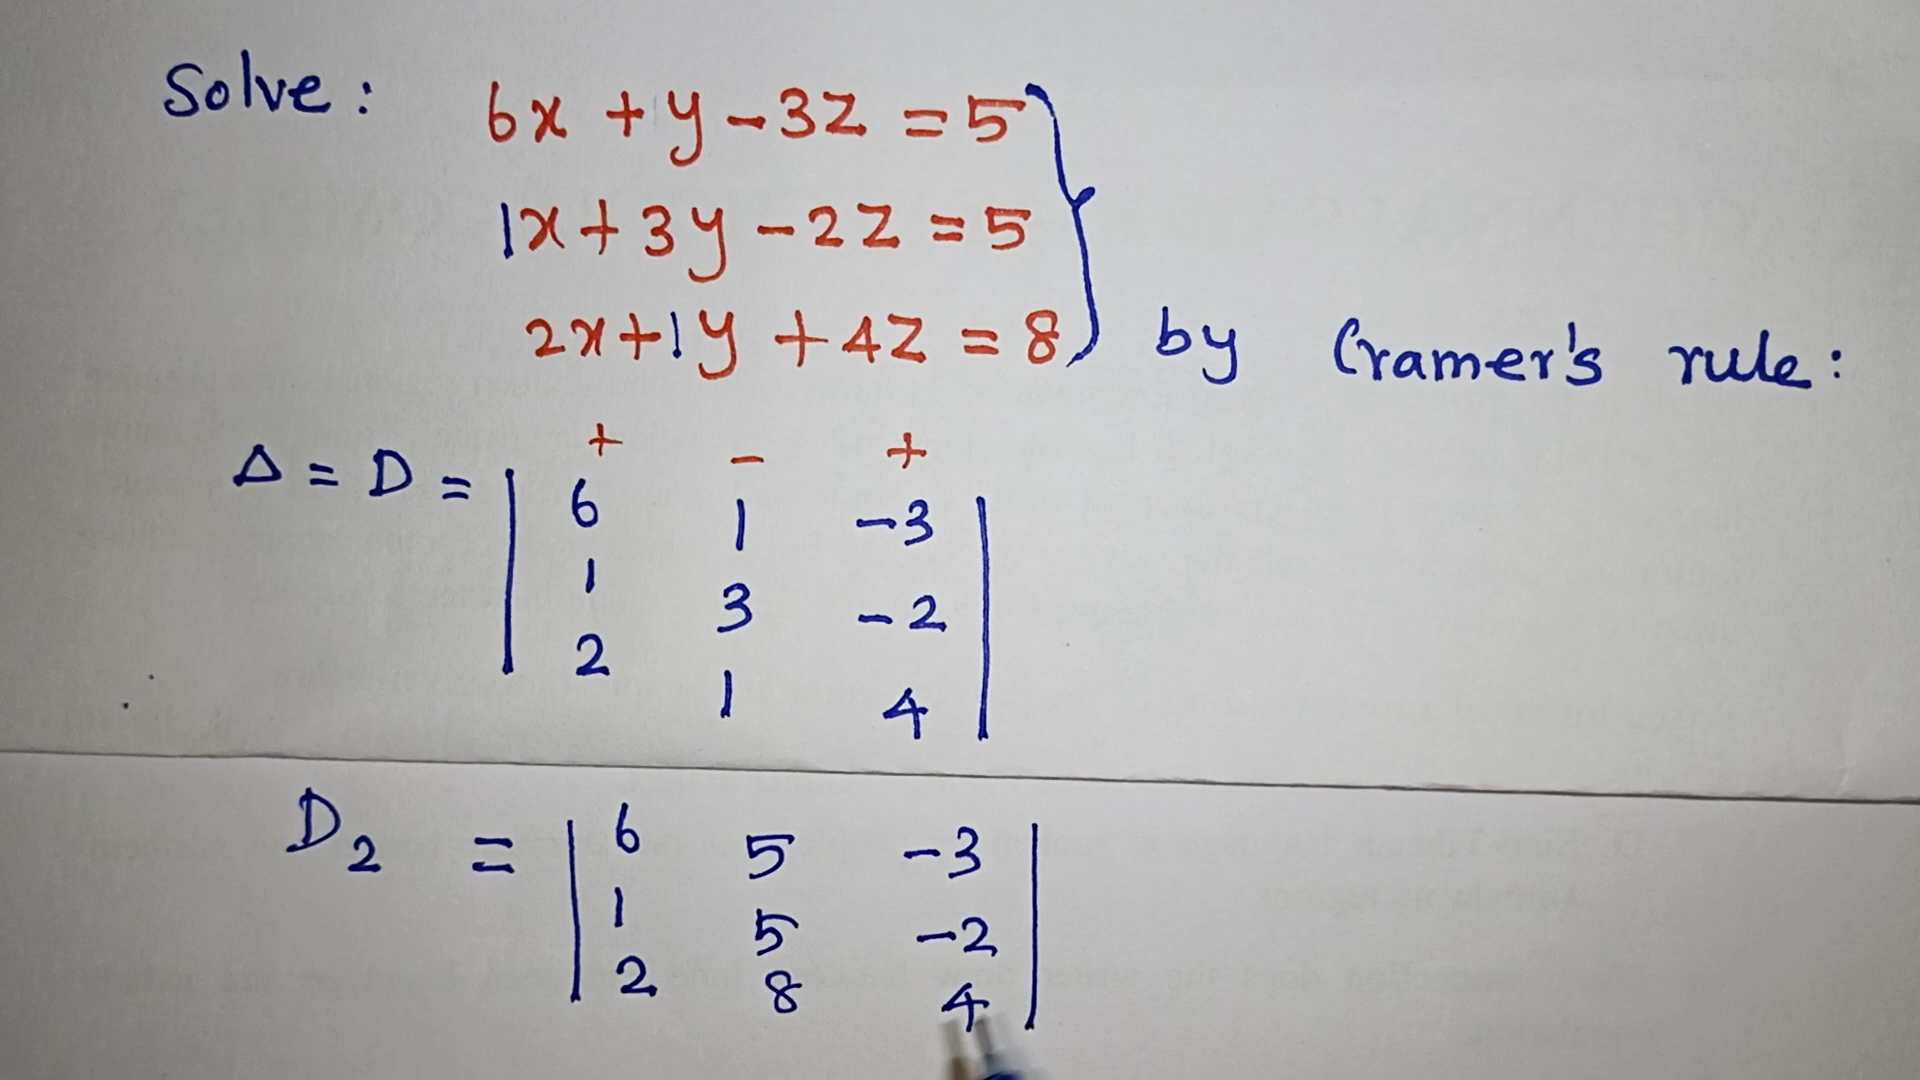 Solve: 6x + y - 3z = 5
1x + 3y - 2z = 5
2x + 1y + 4z = 8 by Cramer's rule:
+ - +
Δ = D = | 6 1 -3 |
1 3 -2
2 1 4
D₂ = | 6 5 -3 |
1 5 -2
2 8 4